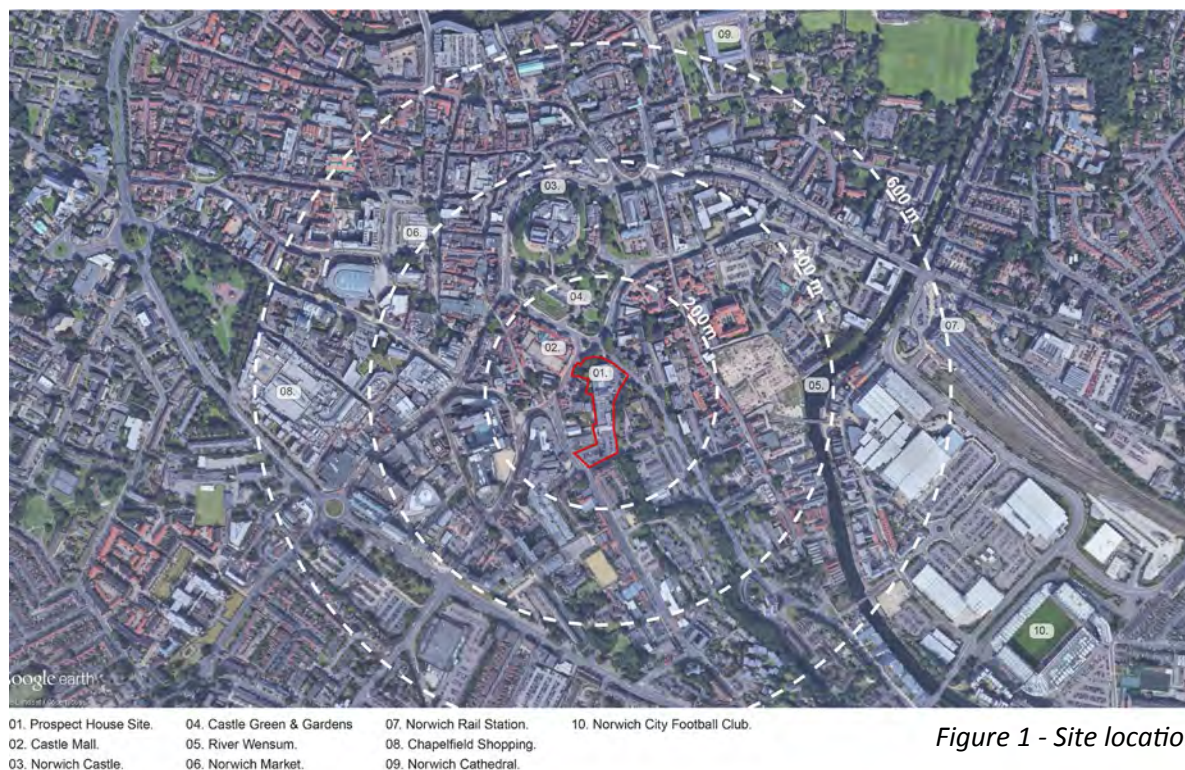 09.
600 m
03.
06.
400 m
04.
200 m
07.
02.
01.
05.
08.
10.
Google earth
01. Prospect House Site.
02. Castle Mall.
03. Norwich Castle.
04. Castle Green & Gardens
05. River Wensum.
06. Norwich Market.
07. Norwich Rail Station.
08. Chapelfield Shopping.
09. Norwich Cathedral.
10. Norwich City Football Club.
Figure 1 - Site locatio